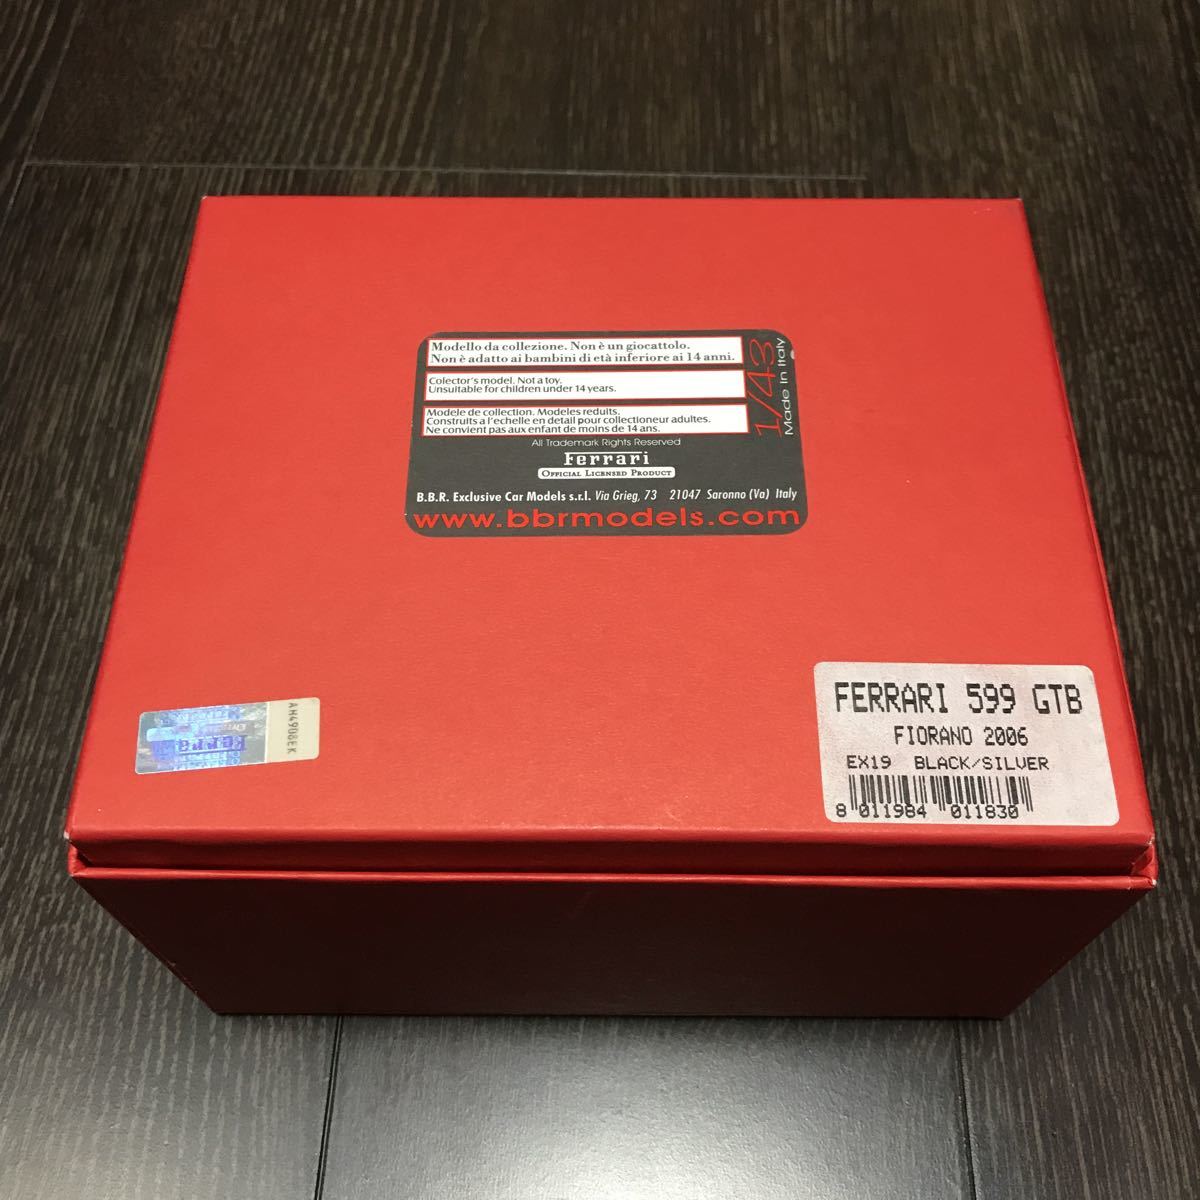 Modello da collezione. Non è un giocattolo.
Non è adatto ai bambini di età inferiore ai 14 anni.
Colector's model. Not a toy.
Unsuitable for children under 14 years.
Modele de collection. Modeles reduits.
Construits a l'echelle en detail pour collectioneur adultes.
Ne convient pas aux enfant de moins de 14 ans.
1/43
Made in Italy
All Trademark Rights Reserved
Ferrari
OFFICIAL LICENSED PRODUCT
B.B.R. Exclusive Car Models s.r.l. Via Grieg, 73 21047 Saronno (Va) Italy
www.bbrmodels.com
AH49D8EK
FERRARI 599 GTB
FIORANO 2006
EX19 BLACK/SILVER
8 011984 011830